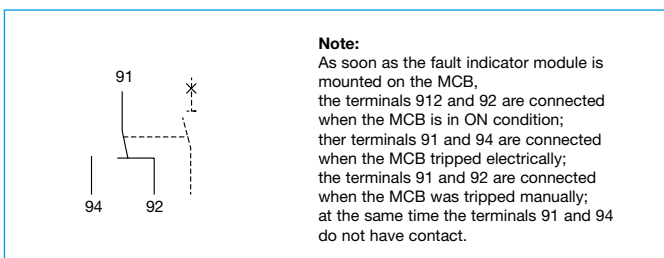 91
94
92
Note:
As soon as the fault indicator module is
mounted on the MCB,
the terminals 912 and 92 are connected
when the MCB is in ON condition;
ther terminals 91 and 94 are connected
when the MCB tripped electrically;
the terminals 91 and 92 are connected
when the MCB was tripped manually;
at the same time the terminals 91 and 94
do not have contact.